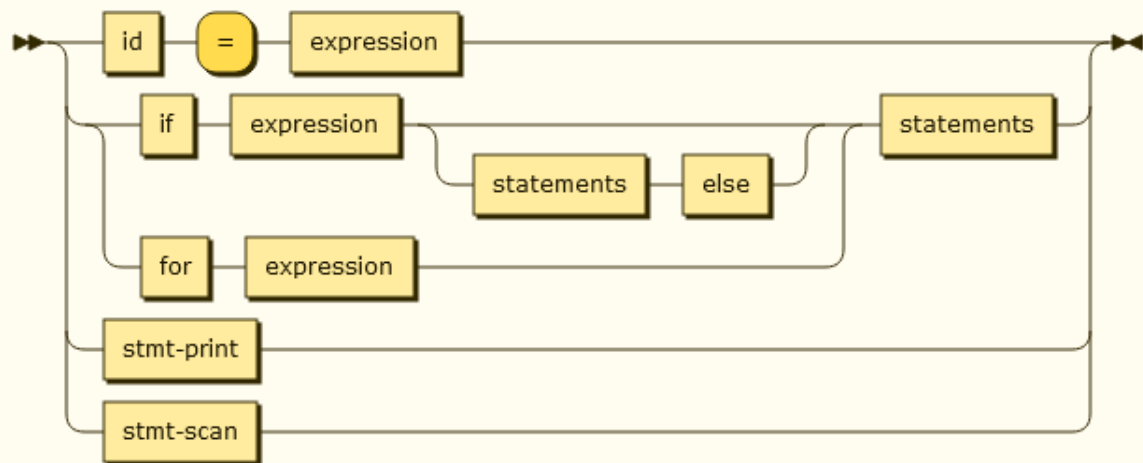 id = expression
if expression statements
statements else
for expression
stmt-print
stmt-scan